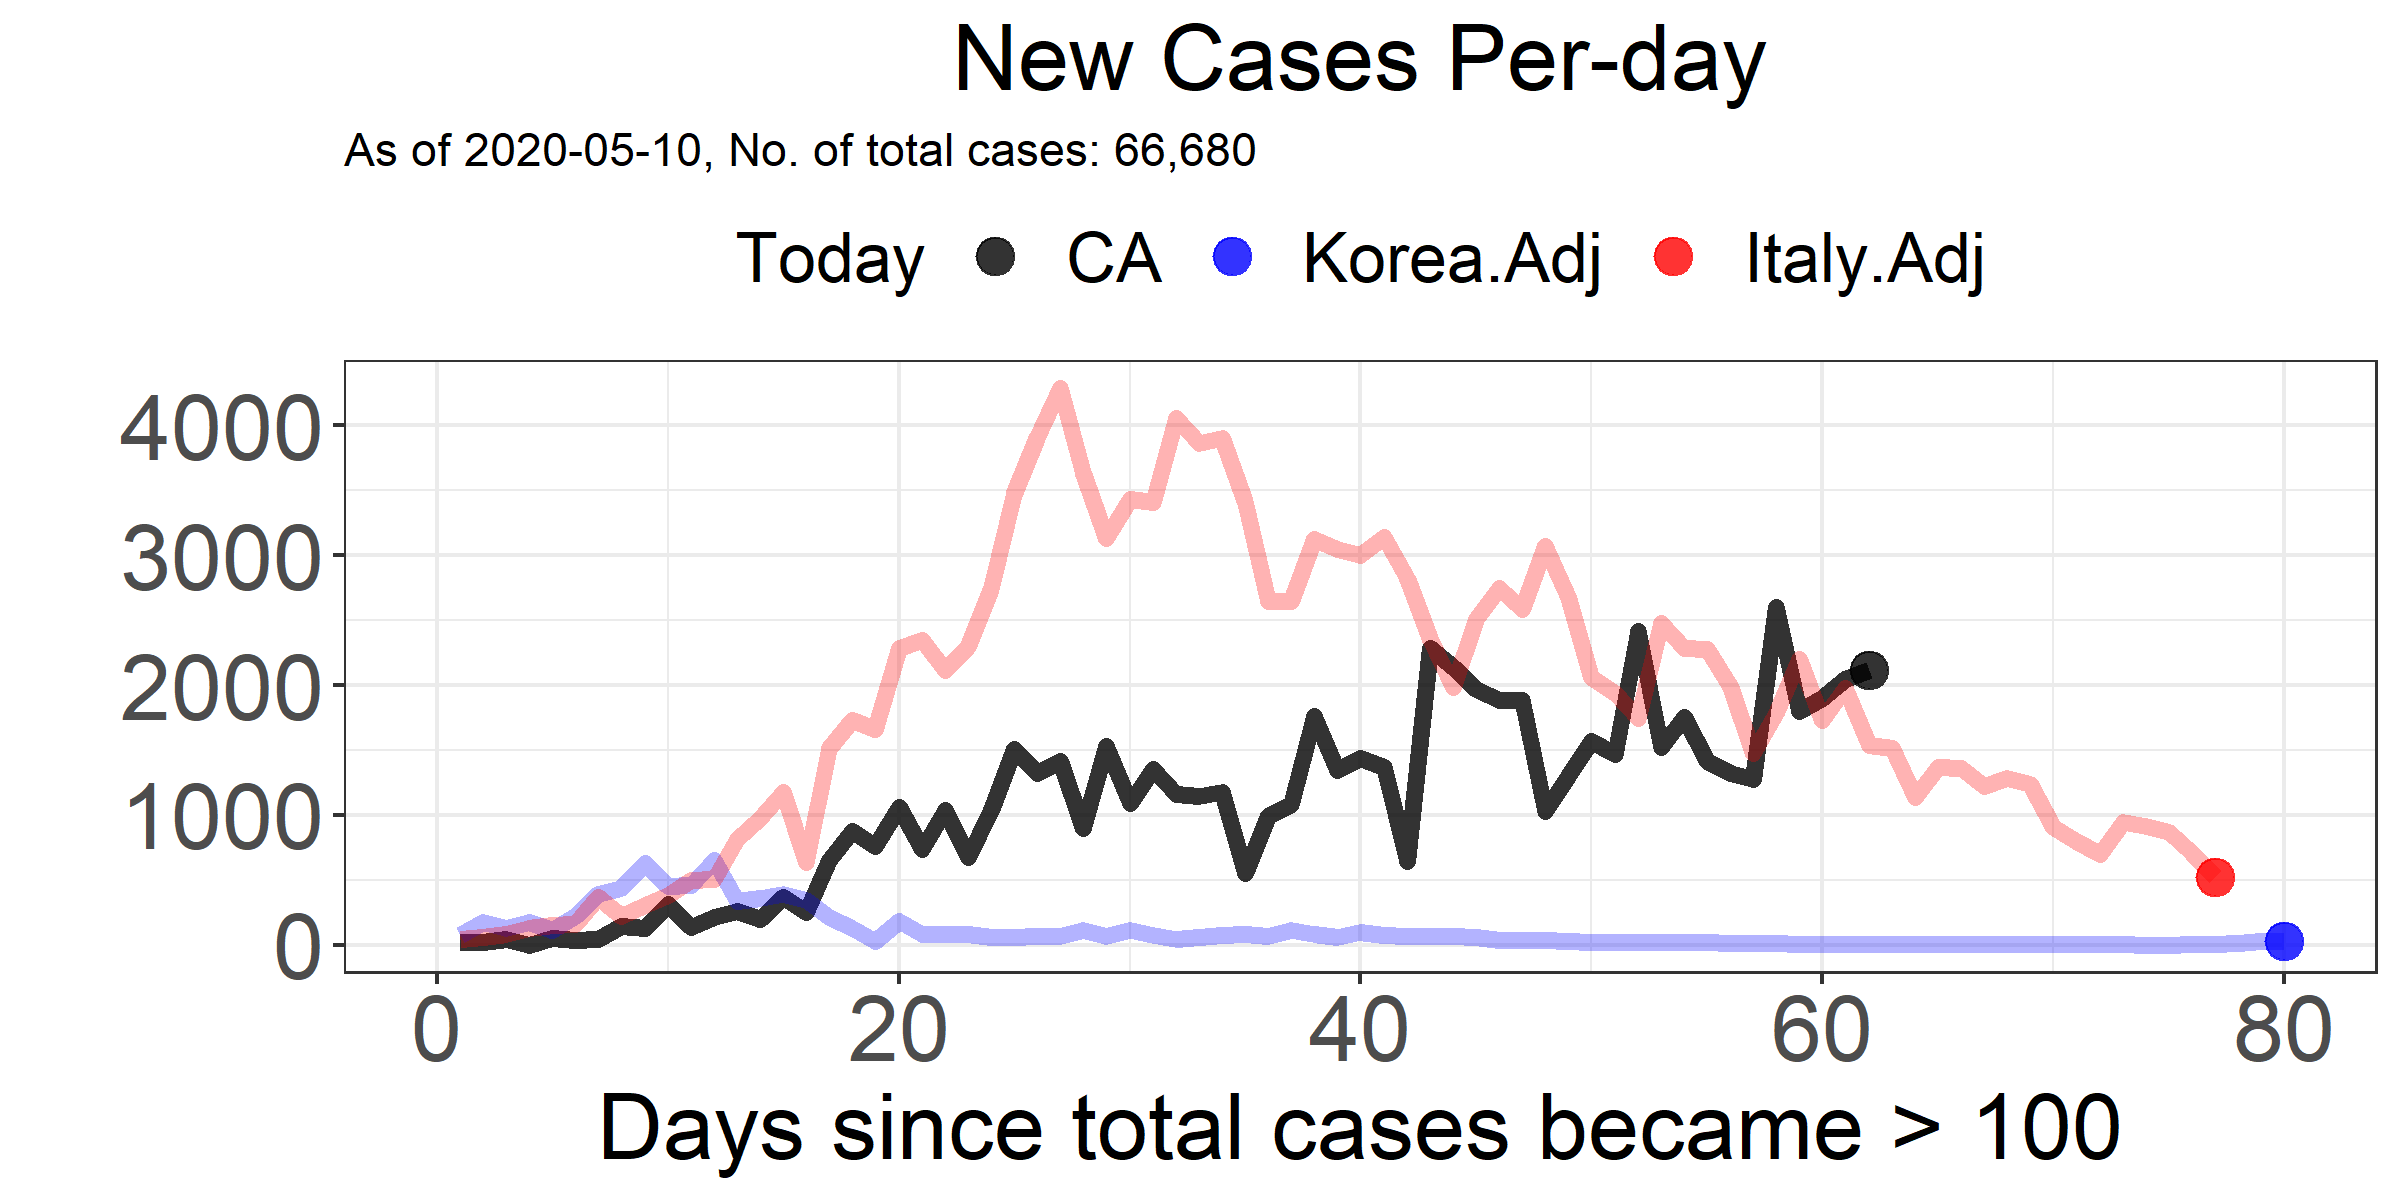 New Cases Per-day
As of 2020-05-10, No. of total cases: 66,680
Today CA Korea.Adj Italy.Adj
4000
3000
2000
1000
0
0 20 40 60 80
Days since total cases became > 100